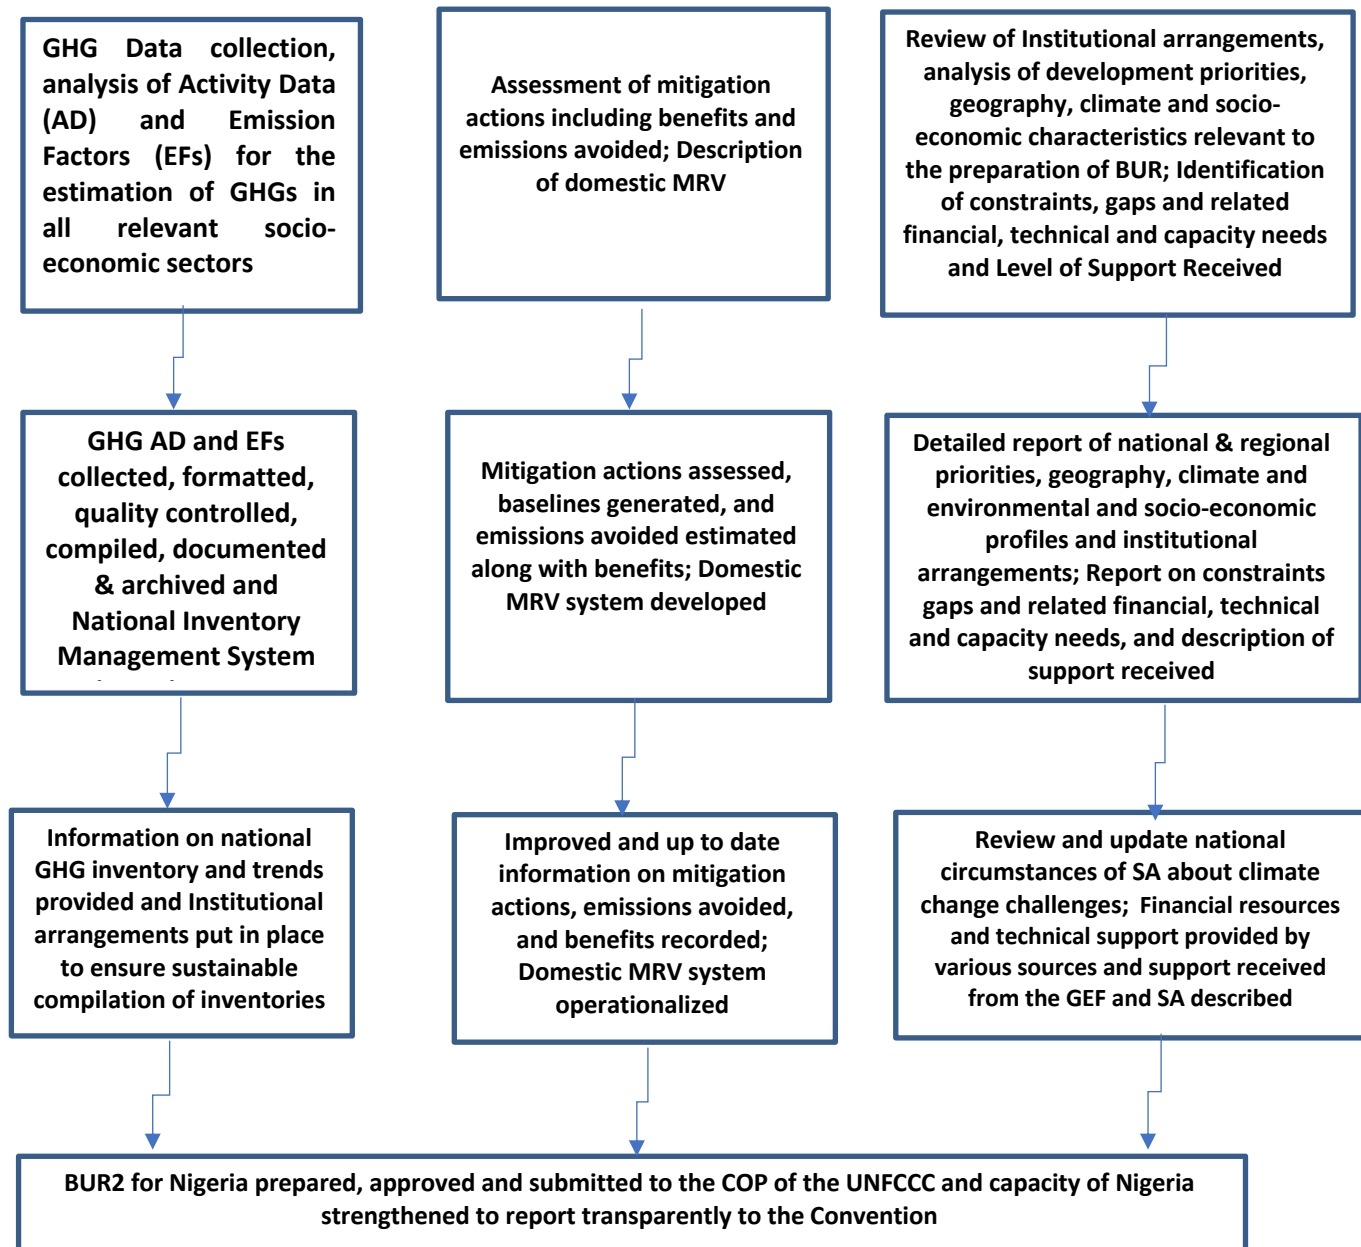 GHG Data collection,
analysis of Activity Data
(AD) and Emission
Factors (EFs) for the
estimation of GHGs in
all relevant socio-
economic sectors
Assessment of mitigation
actions including benefits and
emissions avoided; Description
of domestic MRV
Review of Institutional arrangements,
analysis of development priorities,
geography, climate and socio-
economic characteristics relevant to
the preparation of BUR; Identification
of constraints, gaps and related
financial, technical and capacity needs
and Level of Support Received
GHG AD and EFs
collected, formatted,
quality controlled,
compiled, documented
& archived and
National Inventory
Management System
Mitigation actions assessed,
baselines generated, and
emissions avoided estimated
along with benefits; Domestic
MRV system developed
Detailed report of national & regional
priorities, geography, climate and
environmental and socio-economic
profiles and institutional
arrangements; Report on constraints
gaps and related financial, technical
and capacity needs, and description of
support received
Information on national
GHG inventory and trends
provided and Institutional
arrangements put in place
to ensure sustainable
compilation of inventories
Improved and up to date
information on mitigation
actions, emissions avoided,
and benefits recorded;
Domestic MRV system
operationalized
Review and update national
circumstances of SA about climate
change challenges; Financial resources
and technical support provided by
various sources and support received
from the GEF and SA described
BUR2 for Nigeria prepared, approved and submitted to the COP of the UNFCCC and capacity of Nigeria
strengthened to report transparently to the Convention